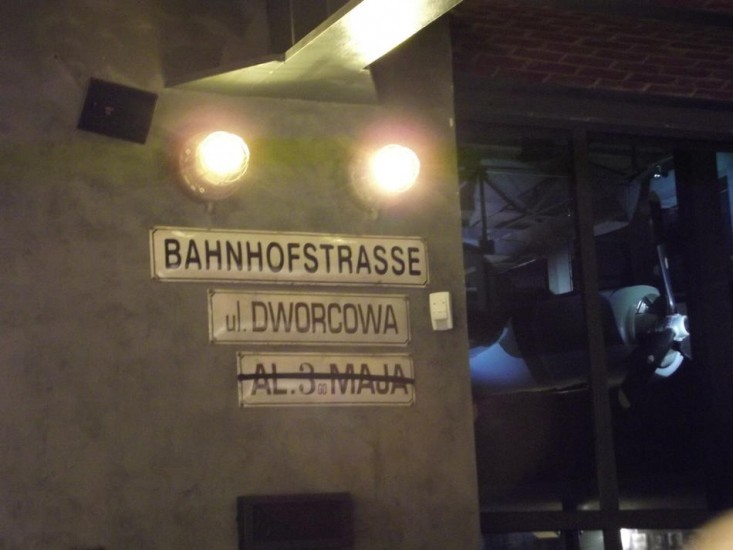 BAHNHOFSTRASSE
ul. DWORCOWA
AL. 3. MAJA